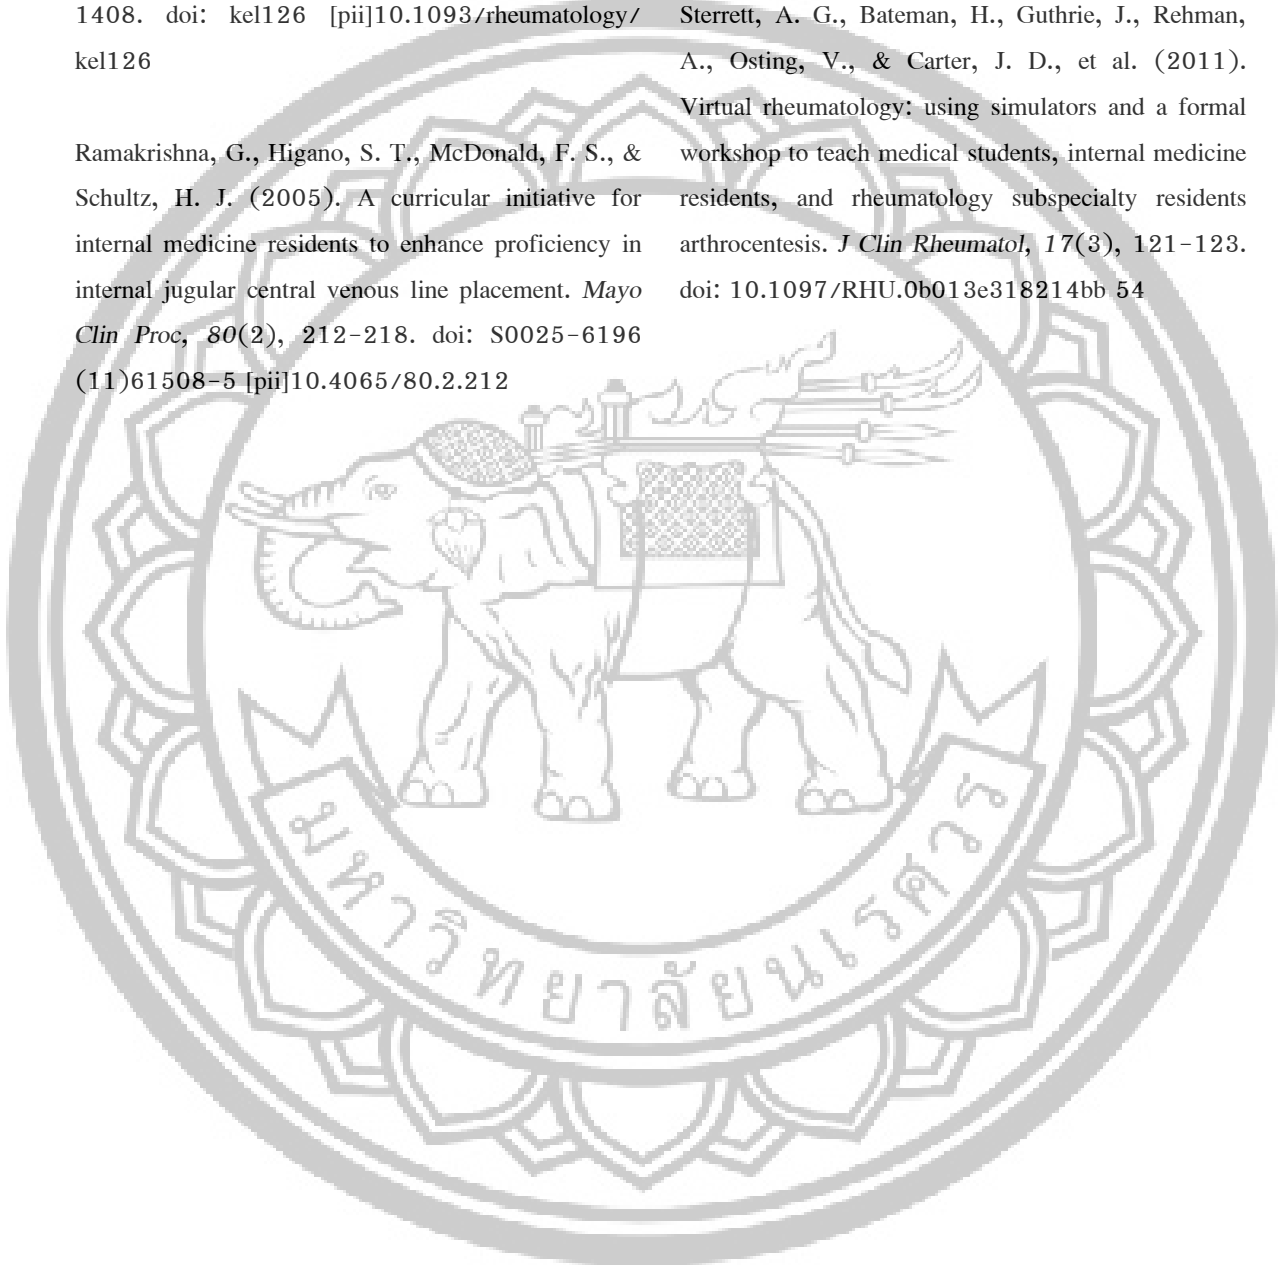 1408. doi: kel126 [pii]10.1093/rheumatology/
kel126
Ramakrishna, G., Higano, S. T., McDonald, F. S., &
Schultz, H. J. (2005). A curricular initiative for
internal medicine residents to enhance proficiency in
internal jugular central venous line placement. Mayo
Clin Proc, 80(2), 212-218. doi: S0025-6196
(11)61508-5 [pii]10.4065/80.2.212
Sterrett, A. G., Bateman, H., Guthrie, J., Rehman,
A., Osting, V., & Carter, J. D., et al. (2011).
Virtual rheumatology: using simulators and a formal
workshop to teach medical students, internal medicine
residents, and rheumatology subspecialty residents
arthrocentesis. J Clin Rheumatol, 17(3), 121-123.
doi: 10.1097/RHU.0b013e318214bb 54
มหาวิทยาลัยนเรศวร